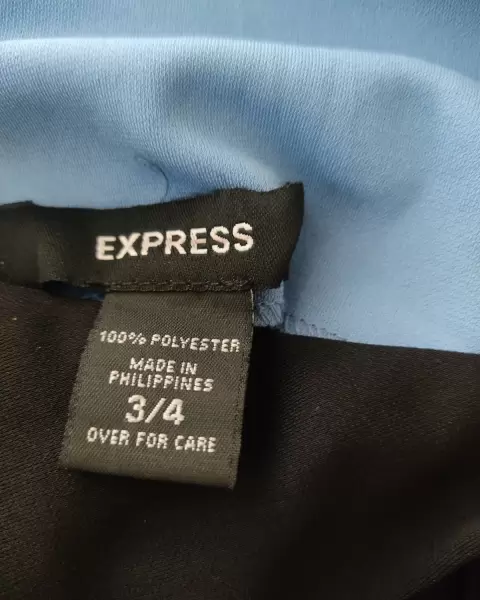 EXPRESS
100% POLYESTER
MADE IN
PHILIPPINES
3/4
OVER FOR CARE